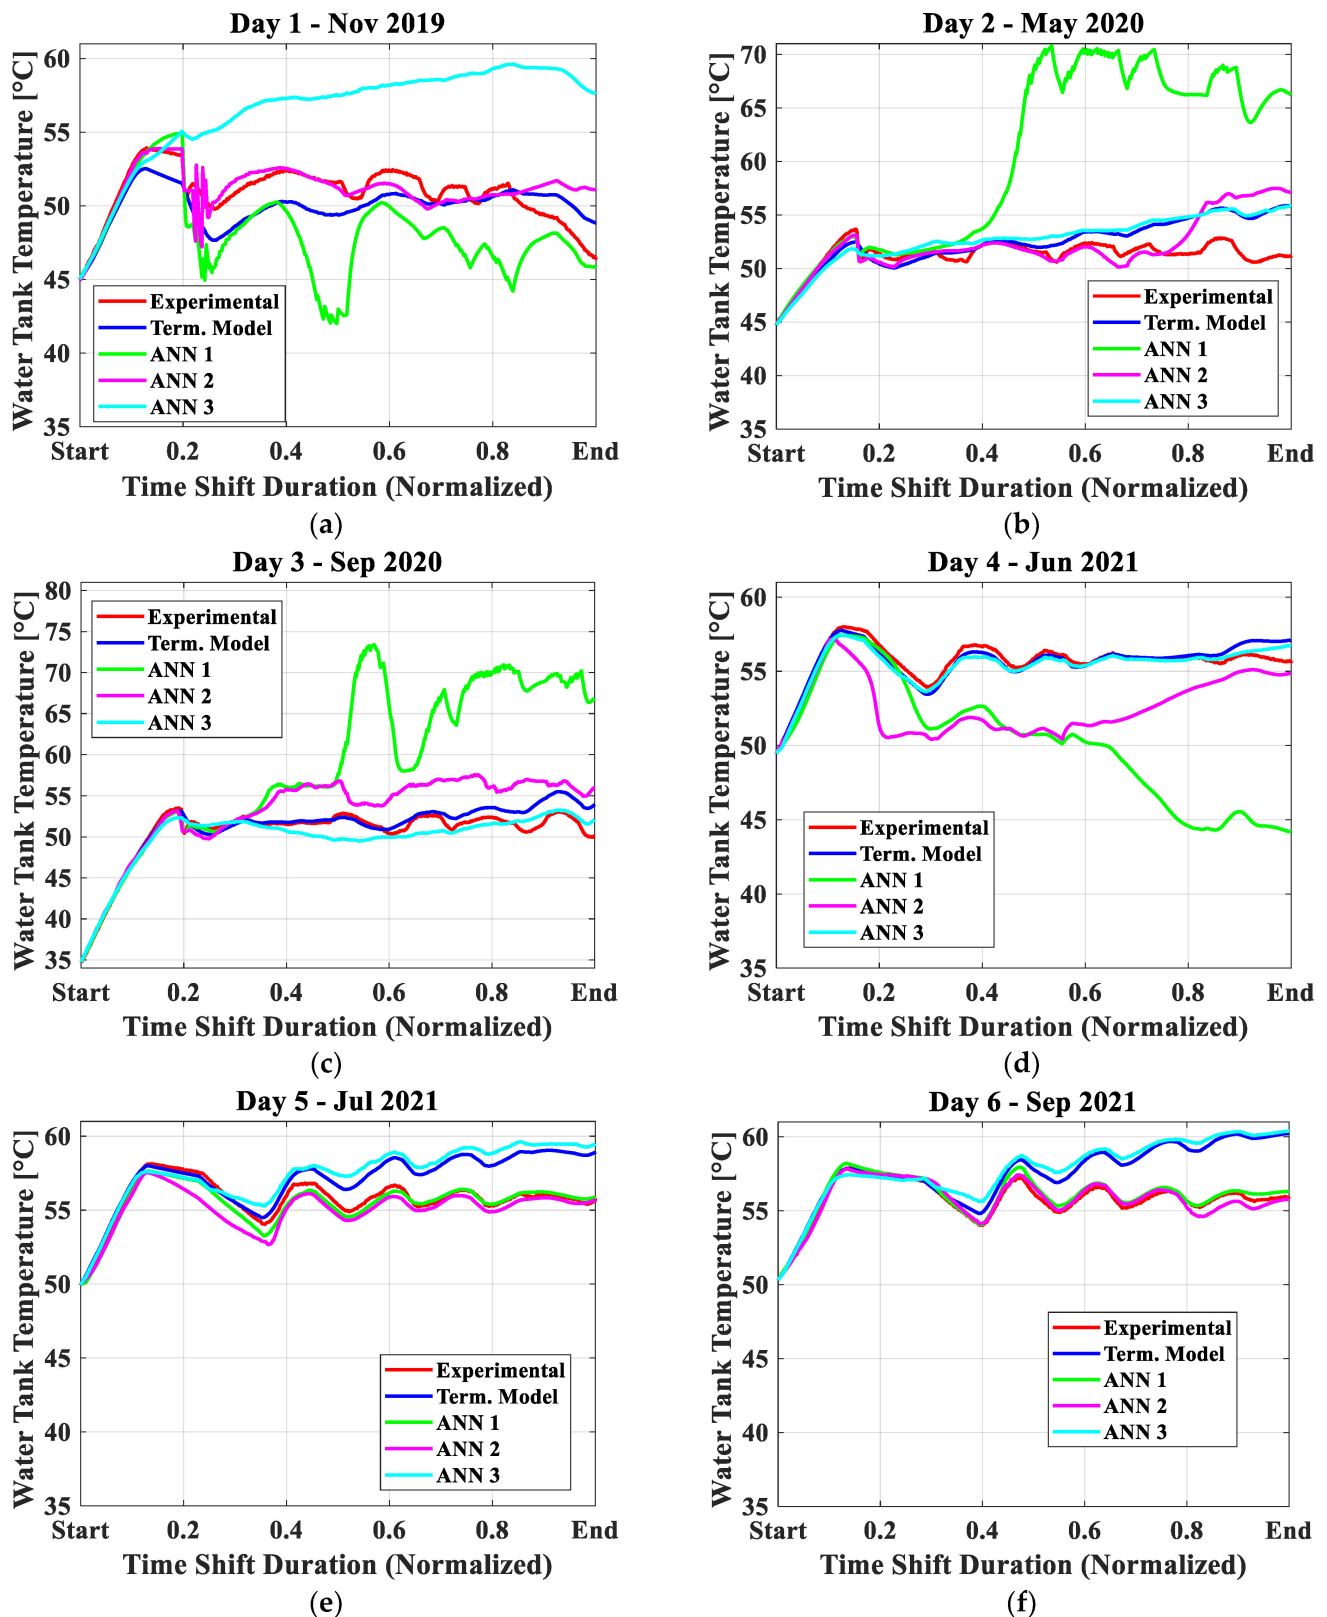 Day 1 - Nov 2019
Water Tank Temperature [°C]
60
55
50
45
40
35
Experimental
Term. Model
ANN 1
ANN 2
ANN 3
Start 0.2 0.4 0.6 0.8 End
Time Shift Duration (Normalized)
(a)
Day 2 - May 2020
Water Tank Temperature [°C]
70
65
60
55
50
45
40
35
Experimental
Term. Model
ANN 1
ANN 2
ANN 3
Start 0.2 0.4 0.6 0.8 End
Time Shift Duration (Normalized)
(b)
Day 3 - Sep 2020
Water Tank Temperature [°C]
80
75
70
65
60
55
50
45
40
35
Experimental
Term. Model
ANN 1
ANN 2
ANN 3
Start 0.2 0.4 0.6 0.8 End
Time Shift Duration (Normalized)
(c)
Day 4 - Jun 2021
Water Tank Temperature [°C]
60
55
50
45
40
35
Experimental
Term. Model
ANN 1
ANN 2
ANN 3
Start 0.2 0.4 0.6 0.8 End
Time Shift Duration (Normalized)
(d)
Day 5 - Jul 2021
Water Tank Temperature [°C]
60
55
50
45
40
35
Experimental
Term. Model
ANN 1
ANN 2
ANN 3
Start 0.2 0.4 0.6 0.8 End
Time Shift Duration (Normalized)
(e)
Day 6 - Sep 2021
Water Tank Temperature [°C]
60
55
50
45
40
35
Experimental
Term. Model
ANN 1
ANN 2
ANN 3
Start 0.2 0.4 0.6 0.8 End
Time Shift Duration (Normalized)
(f)